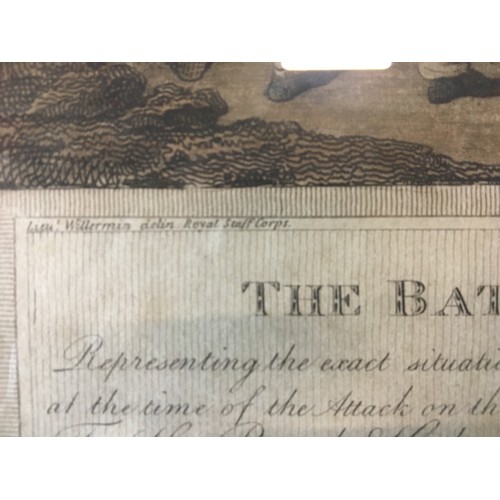 Lieut. Willermin delin Royal Staff Corps.
THE BAT
Representing the exact situati
at the time of the Attack on th